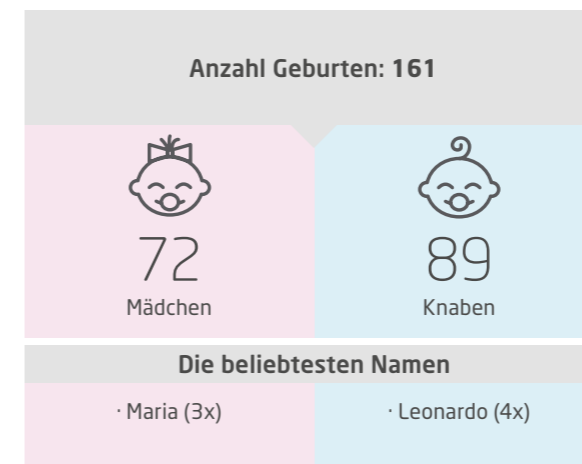 Anzahl Geburten: 161
72
Mädchen
89
Knaben
Die beliebtesten Namen
· Maria (3x)
· Leonardo (4x)